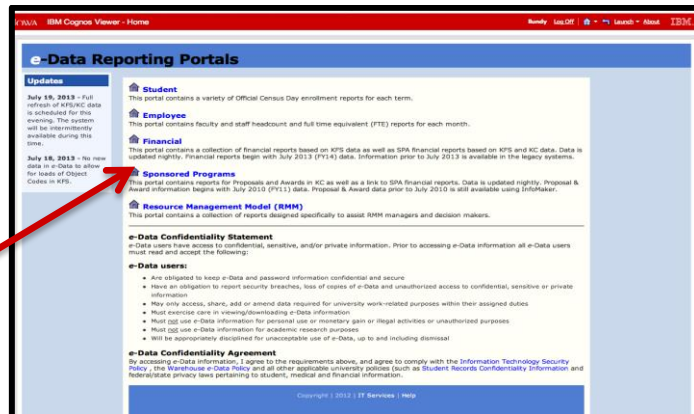 IOWA IBM Cognos Viewer - Home Bundy Log Off Launch About IBM.
e-Data Reporting Portals
Updates
July 19, 2013 - Full
refresh of KFS/KC data
is scheduled for this
evening. The system
will be intermittently
available during this
time.
July 18, 2013 - No new
data in e-Data to allow
for loads of Object
Codes in KFS.
Student
This portal contains a variety of Official Census Day enrollment reports for each term.
Employee
This portal contains faculty and staff headcount and full time equivalent (FTE) reports for each month.
Financial
This portal contains a collection of financial reports based on KFS data as well as SPA financial reports based on KFS and KC data. Data is
updated nightly. Financial reports begin with July 2013 (FY14) data. Information prior to July 2013 is available in the legacy systems.
Sponsored Programs
This portal contains reports for Proposals and Awards in KC as well as a link to SPA financial reports. Data is updated nightly. Proposal &
Award information begins with July 2010 (FY11) data. Proposal & Award data prior to July 2010 is still available using InfoMaker.
Resource Management Model (RMM)
This portal contains a collection of reports designed specifically to assist RMM managers and decision makers.
e-Data Confidentiality Statement
e-Data users have access to confidential, sensitive, and/or private information. Prior to accessing e-Data information all e-Data users
must read and accept the following:
e-Data users:
• Are obligated to keep e-Data and password information confidential and secure
• Have an obligation to report security breaches, loss of copies of e-Data and unauthorized access to confidential, sensitive or private
information
• May only access, share, add or amend data required for university work-related purposes within their assigned duties
• Must exercise care in viewing/downloading e-Data information
• Must not use e-Data information for personal use or monetary gain or illegal activities or unauthorized purposes
• Must not use e-Data information for academic research purposes
• Will be appropriately disciplined for unacceptable use of e-Data, up to and including dismissal
e-Data Confidentiality Agreement
By accessing e-Data information, I agree to the requirements above, and agree to comply with the Information Technology Security
Policy , the Warehouse e-Data Policy and all other applicable university policies (such as Student Records Confidentiality Information and
federal/state privacy laws pertaining to student, medical and financial information.
Copyright | 2012 | IT Services | Help